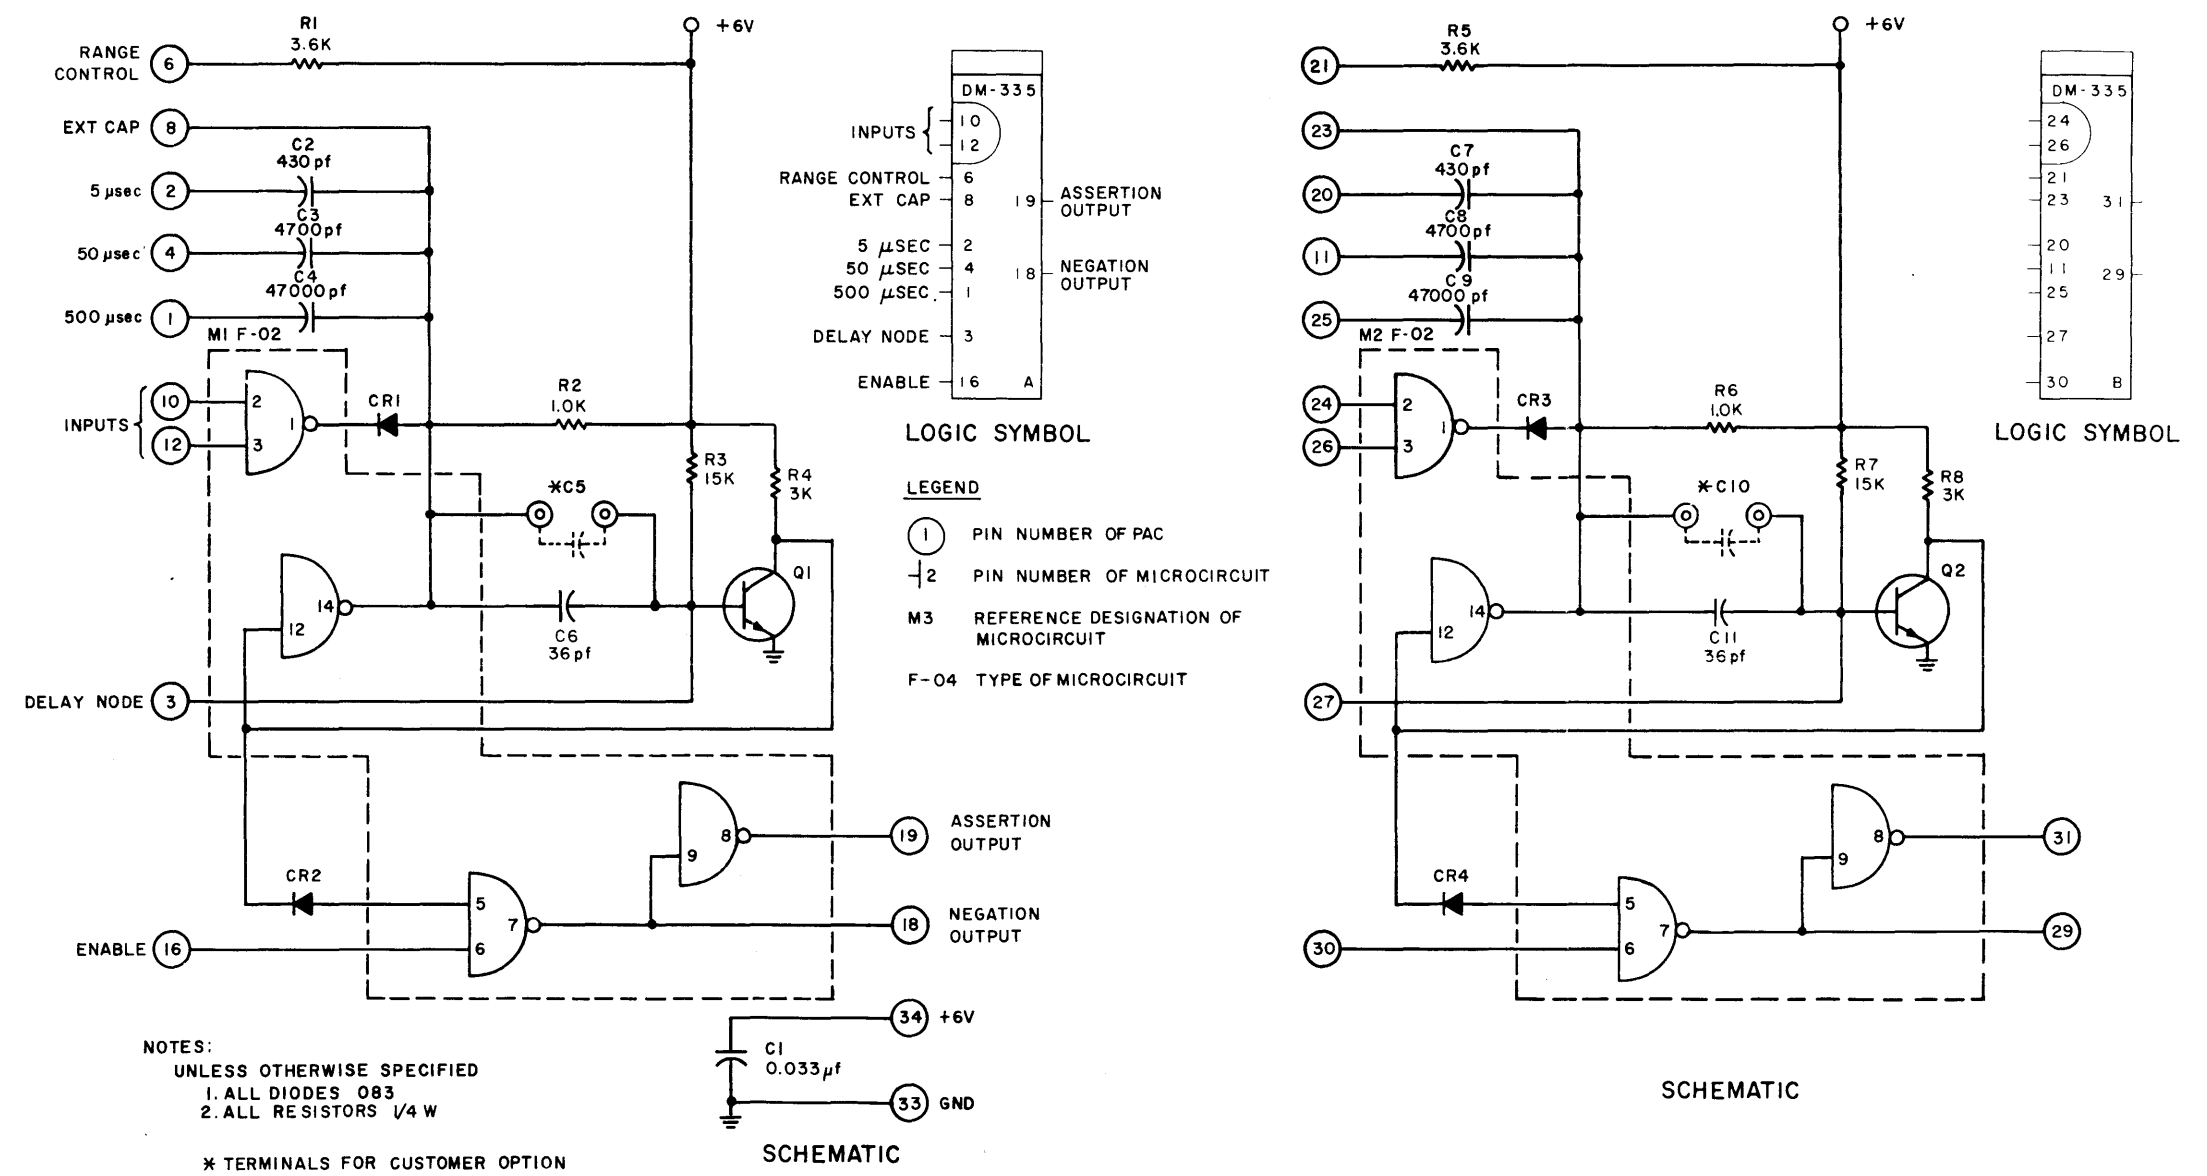 R1
3.6K
+6V
RANGE
CONTROL
6
EXT CAP
8
C2
430 pf
5 µsec
2
C3
4700pf
50 µsec
4
C4
47000 pf
500 µsec
1
M1 F-02
INPUTS
10
12
2
3
1
CR1
R2
1.0K
R3
15K
R4
3K
*C5
Q1
14
12
C6
36pf
DELAY NODE
3
CR2
5
6
7
8
9
19
ASSERTION
OUTPUT
18
NEGATION
OUTPUT
ENABLE
16
34
+6V
C1
0.033µf
33
GND
NOTES:
UNLESS OTHERWISE SPECIFIED
1. ALL DIODES 083
2. ALL RESISTORS 1/4 W
* TERMINALS FOR CUSTOMER OPTION
SCHEMATIC
DM-335
INPUTS
10
12
RANGE CONTROL
6
EXT CAP
8
19
ASSERTION
OUTPUT
5 µSEC
2
50 µSEC
4
18
NEGATION
OUTPUT
500 µSEC
1
DELAY NODE
3
ENABLE
16
A
LOGIC SYMBOL
LEGEND
1
PIN NUMBER OF PAC
2
PIN NUMBER OF MICROCIRCUIT
M3
REFERENCE DESIGNATION OF
MICROCIRCUIT
F-04
TYPE OF MICROCIRCUIT
R5
3.6K
+6V
21
23
C7
430pf
20
C8
4700pf
11
C9
47000 pf
25
M2 F-02
24
26
2
3
1
CR3
R6
1.0K
R7
15K
R8
3K
*C10
Q2
14
12
C11
36pf
27
CR4
5
6
7
8
9
31
29
30
SCHEMATIC
DM-335
24
26
21
23
31
20
11
29
25
27
30
B
LOGIC SYMBOL